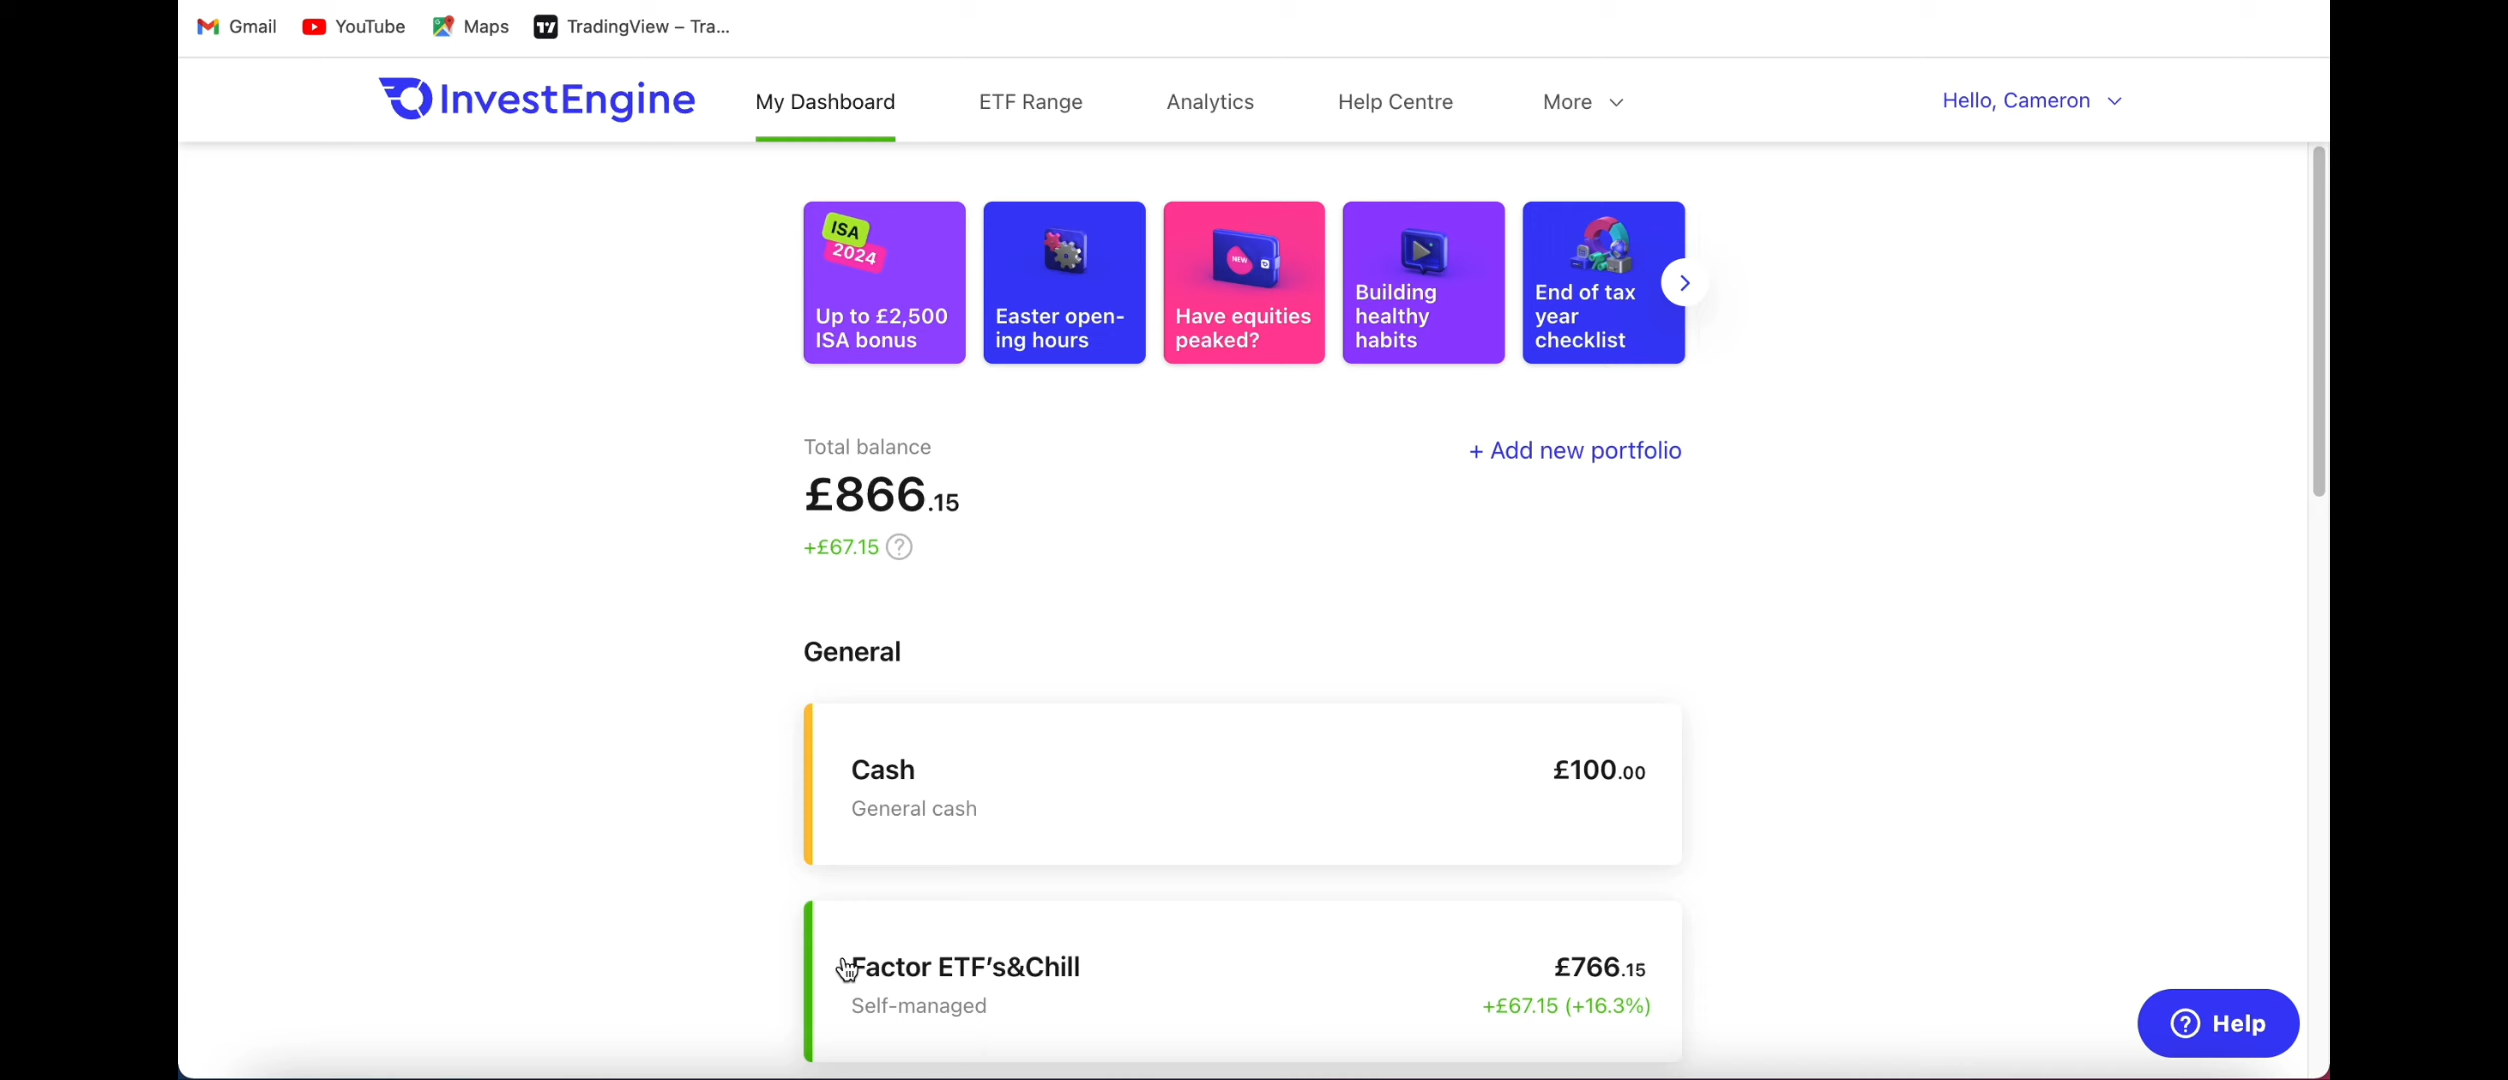 Gmail YouTube Maps TradingView – Tra...
InvestEngine My Dashboard ETF Range Analytics Help Centre More Hello, Cameron
ISA
2024
Up to £2,500
ISA bonus
Easter open-
ing hours
NEW
Have equities
peaked?
Building
healthy
habits
End of tax
year
checklist
Total balance
+ Add new portfolio
£866.15
+£67.15 ?
General
Cash £100.00
General cash
Factor ETF's&Chill £766.15
Self-managed +£67.15 (+16.3%)
? Help